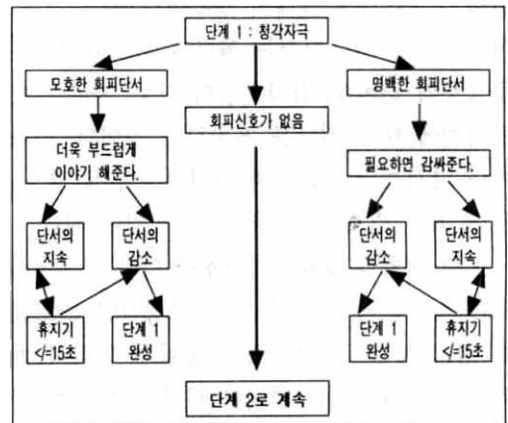 단계 1 : 청각자극
모호한 회피단서
명백한 회피단서
회피신호가 없음
더욱 부드럽게
이야기 해준다.
필요하면 감싸준다.
단서의
지속
단서의
감소
단서의
감소
단서의
지속
휴지기
</=15초
단계 1
완성
단계 1
완성
휴지기
</=15초
단계 2로 계속